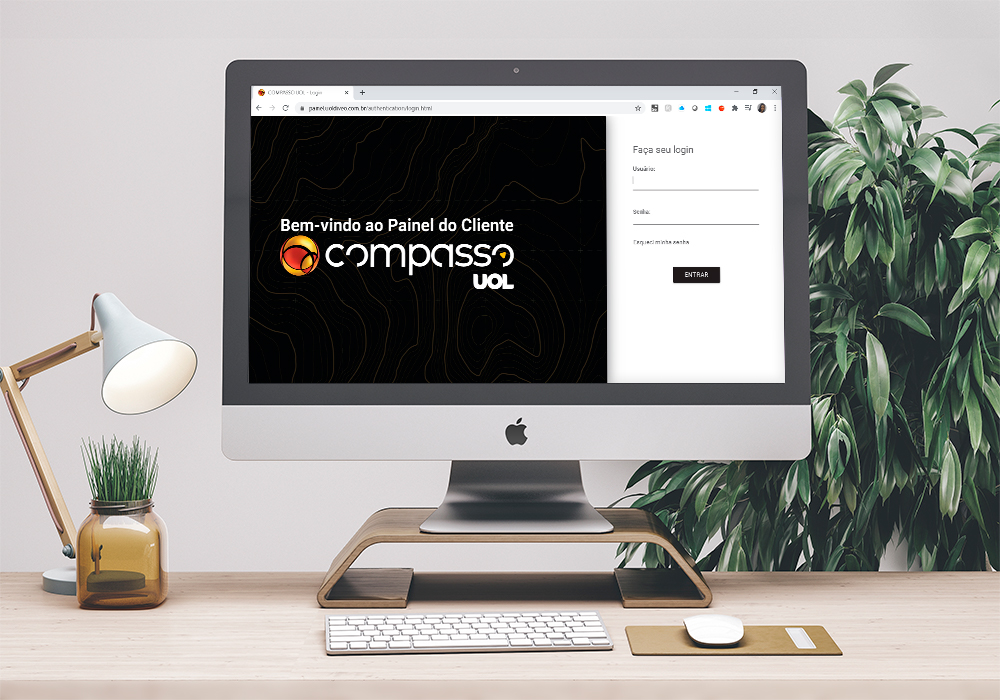 COMPASSO UOL - Login
painel.uoldiveo.com.br/authentication/login.html
Bem-vindo ao Painel do Cliente
compasso
UOL
Faça seu login
Usuário:
Senha:
Esqueci minha senha
ENTRAR